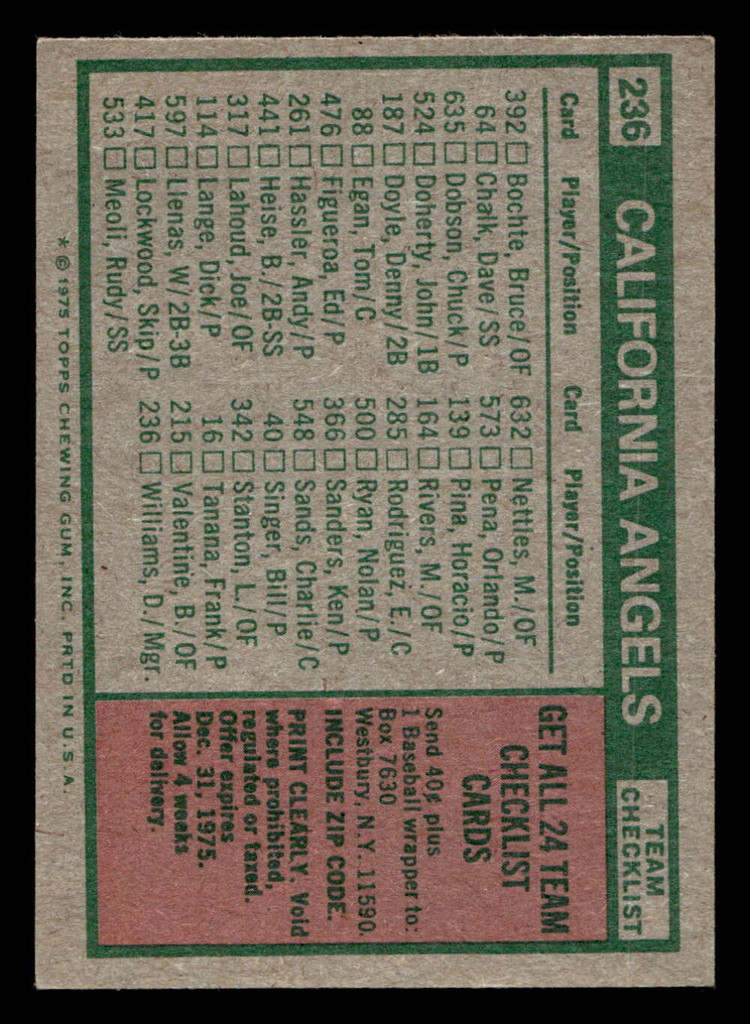 236 CALIFORNIA ANGELS TEAM CHECKLIST
Card Player/Position
392 Bochte, Bruce/OF
64 Chalk, Dave/SS
635 Dobson, Chuck/P
524 Doherty, John/1B
187 Doyle, Denny/2B
88 Egan, Tom/C
476 Figueroa, Ed/P
261 Hassler, Andy/P
441 Heise, B./2B-SS
317 Lahoud, Joe/OF
114 Lange, Dick/P
597 Llenas, W/2B-3B
417 Lockwood, Skip/P
533 Meoli, Rudy/SS
Card Player/Position
632 Nettles, M./OF
573 Pena, Orlando/P
139 Pina, Horacio/P
164 Rivers, M./OF
285 Rodriguez, E./C
500 Ryan, Nolan/P
366 Sanders, Ken/P
548 Sands, Charlie/C
40 Singer, Bill/P
342 Stanton, L./OF
16 Tanana, Frank/P
215 Valentine, B./OF
236 Williams, D./Mgr.
GET ALL 24 TEAM
CHECKLIST
CARDS
Send 40¢ plus
1 Baseball wrapper to:
Box 7630
Westbury, N.Y. 11590.
INCLUDE ZIP CODE.
PRINT CLEARLY. Void
where prohibited,
regulated or taxed.
Offer expires
Dec. 31, 1975.
Allow 4 weeks
for delivery.
* © 1975 TOPPS CHEWING GUM, INC. PRTD IN U.S.A.